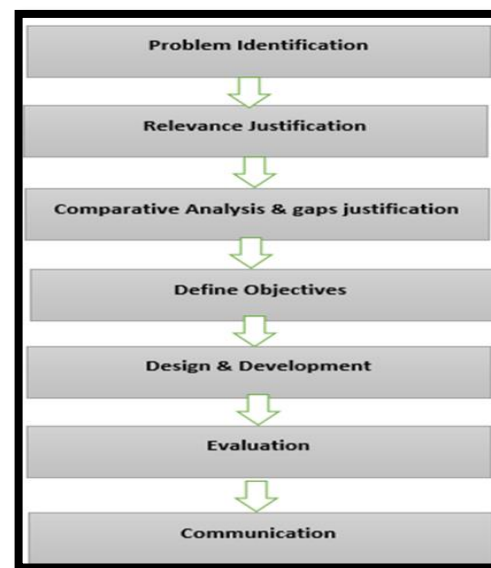 Problem Identification
Relevance Justification
Comparative Analysis & gaps justification
Define Objectives
Design & Development
Evaluation
Communication